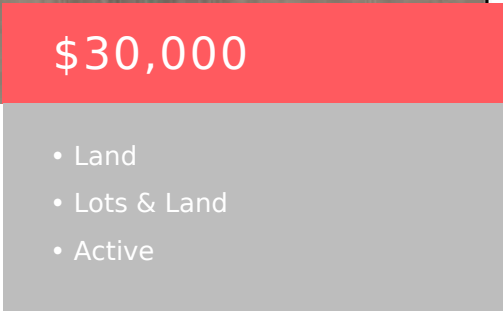 $30,000
• Land
• Lots & Land
• Active